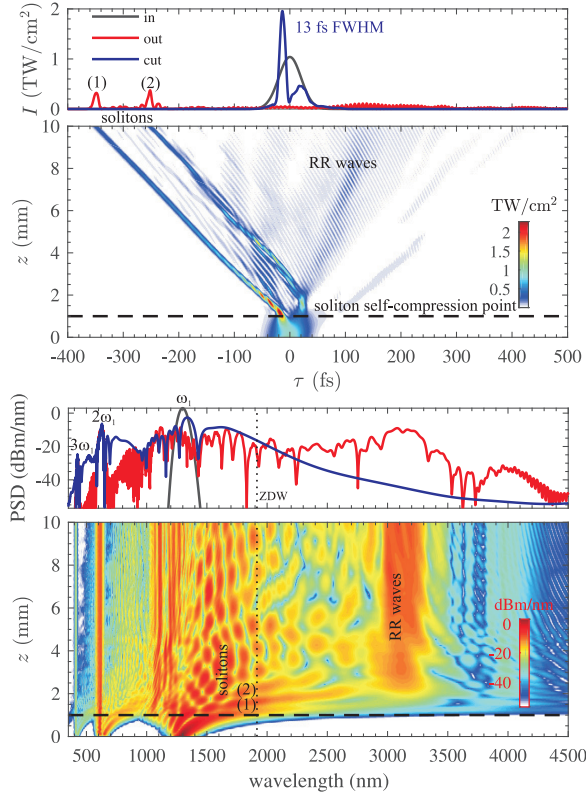 I (TW/cm²)
2
1
0
in
out
cut
13 fs FWHM
(1) (2)
solitons
z (mm)
10
8
6
4
2
0
RR waves
TW/cm²
2
1.5
1
0.5
soliton self-compression point
-400 -300 -200 -100 0 100 200 300 400 500
τ (fs)
PSD (dBm/nm)
0
-20
-40
3ω₁
2ω₁
ω₁
ZDW
z (mm)
10
8
6
4
2
0
solitons
(2)
(1)
RR waves
dBm/nm
0
-20
-40
500 1000 1500 2000 2500 3000 3500 4000 4500
wavelength (nm)